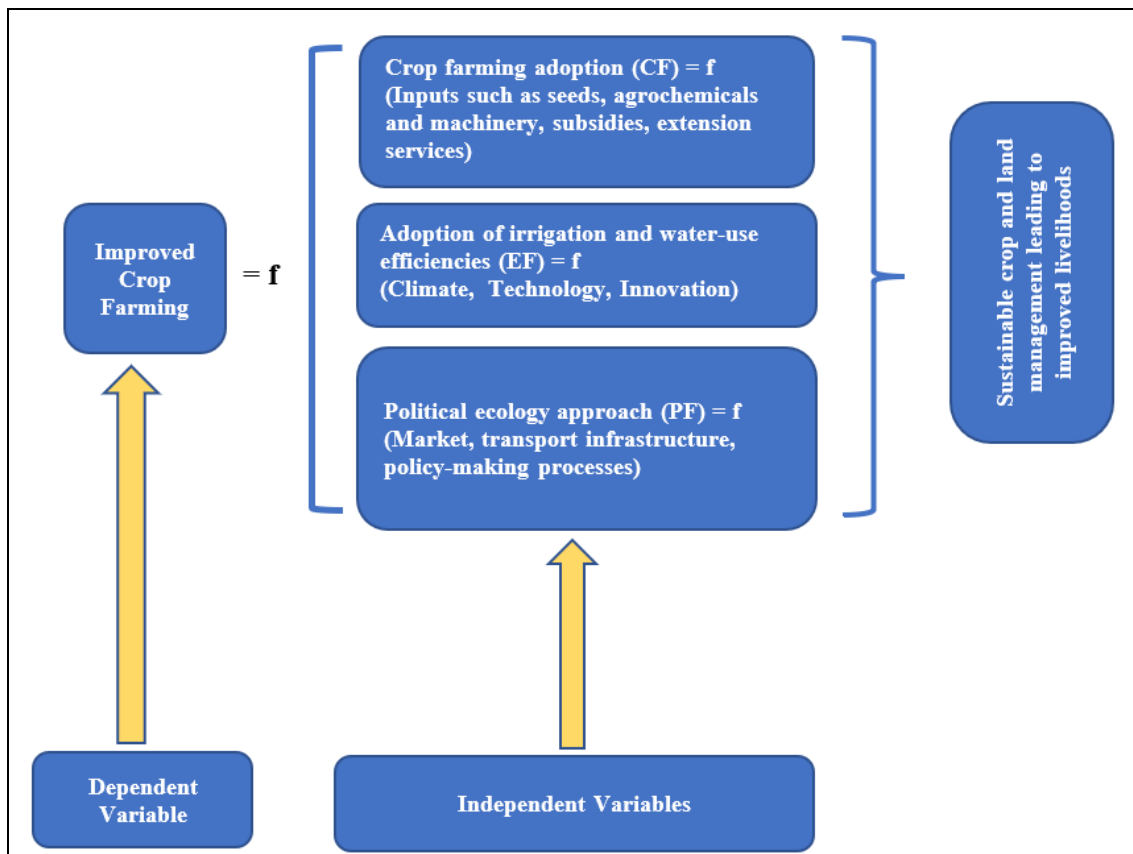 Crop farming adoption (CF) = f
(Inputs such as seeds, agrochemicals
and machinery, subsidies, extension
services)
Improved
Crop
Farming
= f
Adoption of irrigation and water-use
efficiencies (EF) = f
(Climate, Technology, Innovation)
Political ecology approach (PF) = f
(Market, transport infrastructure,
policy-making processes)
Sustainable crop and land
management leading to
improved livelihoods
Dependent
Variable
Independent Variables